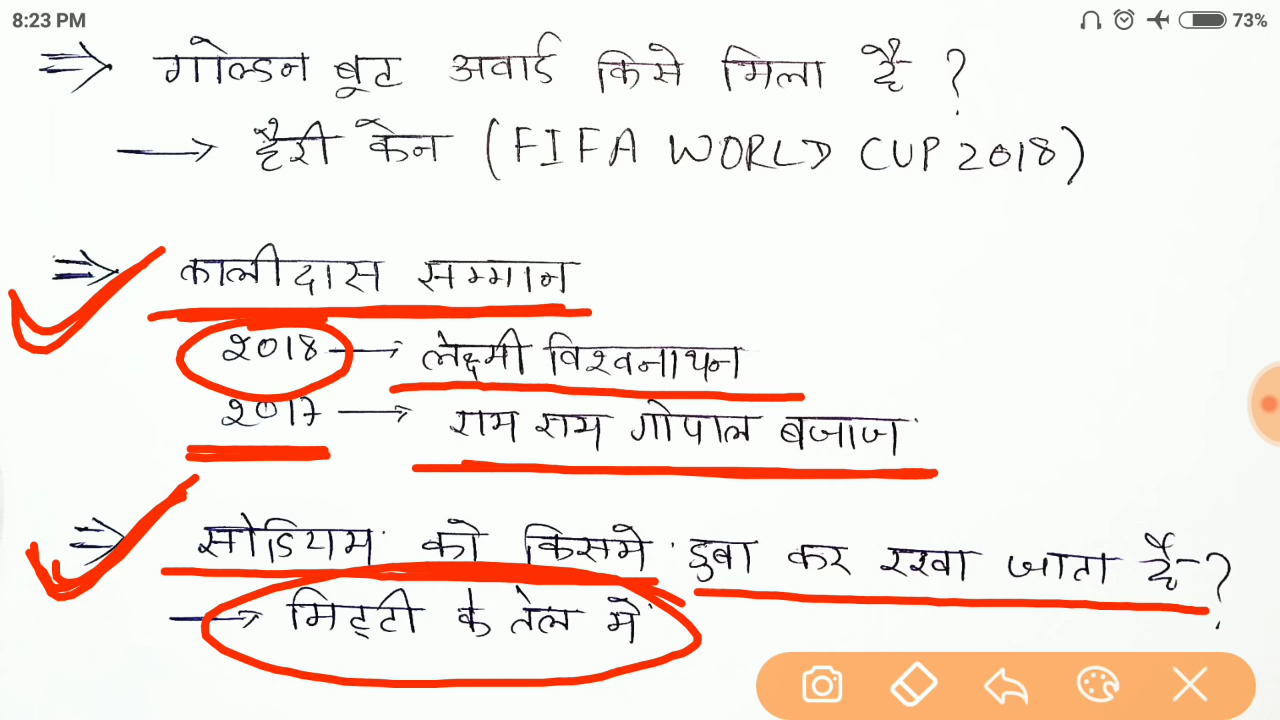 8:23 PM 73%
⇒ गोल्डन बूट अवार्ड किसे मिला है ?
→ हैरी केन (FIFA WORLD CUP 2018)
⇒ कालीदास सम्मान
2018 → लक्ष्मी विश्वनाथन
2017 → राम राम गोपाल बजाज
⇒ सोडियम को किसमे डुबा कर रखा जाता है ?
→ मिट्टी के तेल में